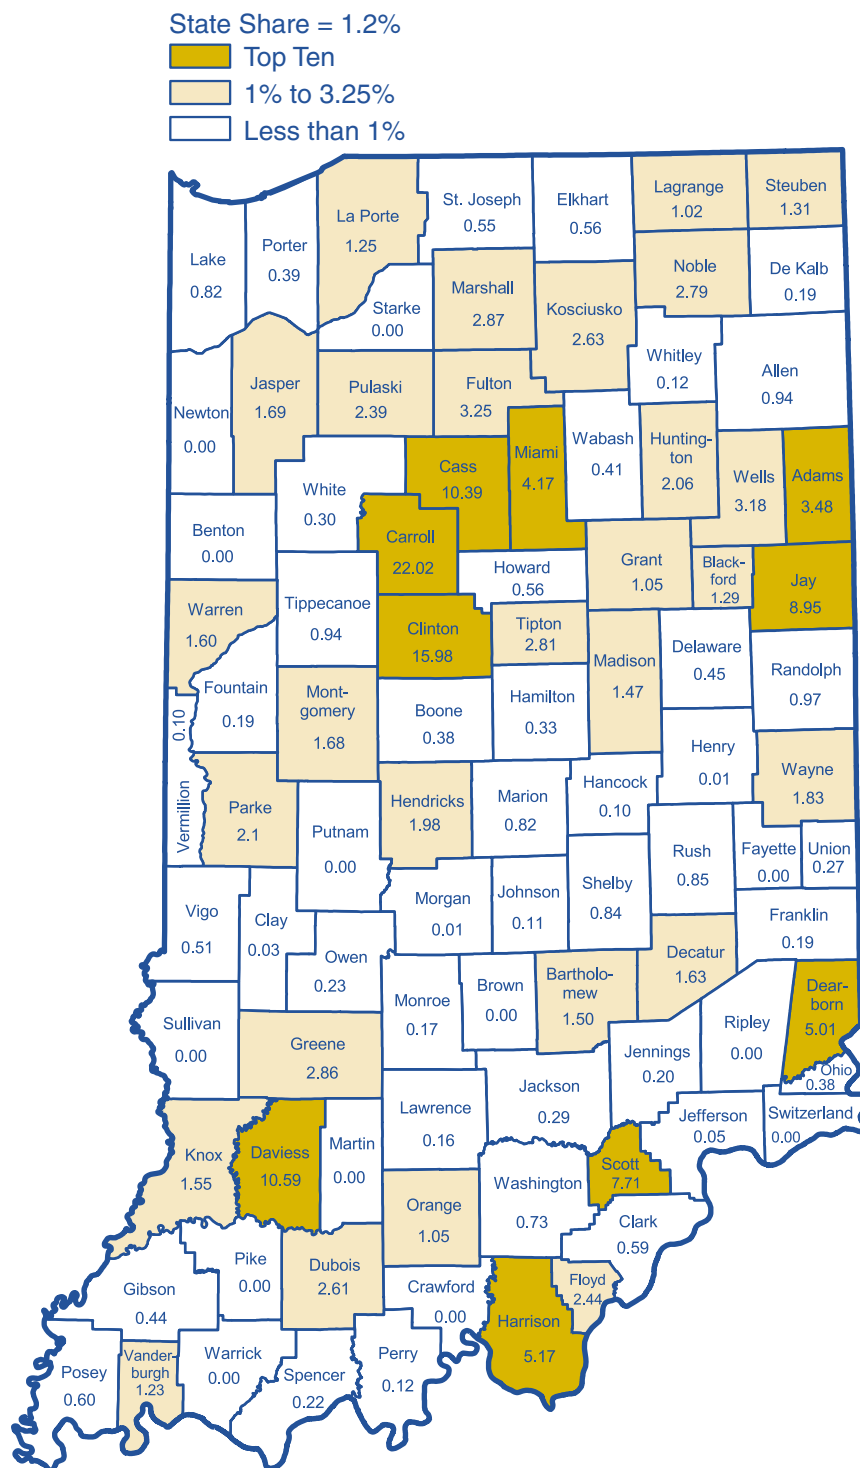 State Share = 1.2%
Top Ten
1% to 3.25%
Less than 1%
Lake
0.82
Porter
0.39
La Porte
1.25
St. Joseph
0.55
Elkhart
0.56
Lagrange
1.02
Steuben
1.31
Noble
2.79
De Kalb
0.19
Starke
0.00
Marshall
2.87
Kosciusko
2.63
Whitley
0.12
Allen
0.94
Newton
0.00
Jasper
1.69
Pulaski
2.39
Fulton
3.25
Cass
10.39
Miami
4.17
Wabash
0.41
Hunting-
ton
2.06
Wells
3.18
Adams
3.48
White
0.30
Benton
0.00
Carroll
22.02
Howard
0.56
Grant
1.05
Black-
ford
1.29
Jay
8.95
Warren
1.60
Tippecanoe
0.94
Clinton
15.98
Tipton
2.81
Madison
1.47
Delaware
0.45
Randolph
0.97
Fountain
0.19
Mont-
gomery
1.68
Boone
0.38
Hamilton
0.33
Henry
0.01
Wayne
1.83
Vermillion
0.10
Parke
2.1
Putnam
0.00
Hendricks
1.98
Marion
0.82
Hancock
0.10
Rush
0.85
Fayette
0.00
Union
0.27
Vigo
0.51
Clay
0.03
Owen
0.23
Morgan
0.01
Johnson
0.11
Shelby
0.84
Franklin
0.19
Decatur
1.63
Sullivan
0.00
Greene
2.86
Monroe
0.17
Brown
0.00
Bartholo-
mew
1.50
Jennings
0.20
Ripley
0.00
Dear-
born
5.01
Ohio
0.38
Knox
1.55
Daviess
10.59
Martin
0.00
Lawrence
0.16
Jackson
0.29
Jefferson
0.05
Switzerland
0.00
Scott
7.71
Orange
1.05
Washington
0.73
Clark
0.59
Gibson
0.44
Pike
0.00
Dubois
2.61
Crawford
0.00
Harrison
5.17
Floyd
2.44
Posey
0.60
Vander-
burgh
1.23
Warrick
0.00
Spencer
0.22
Perry
0.12